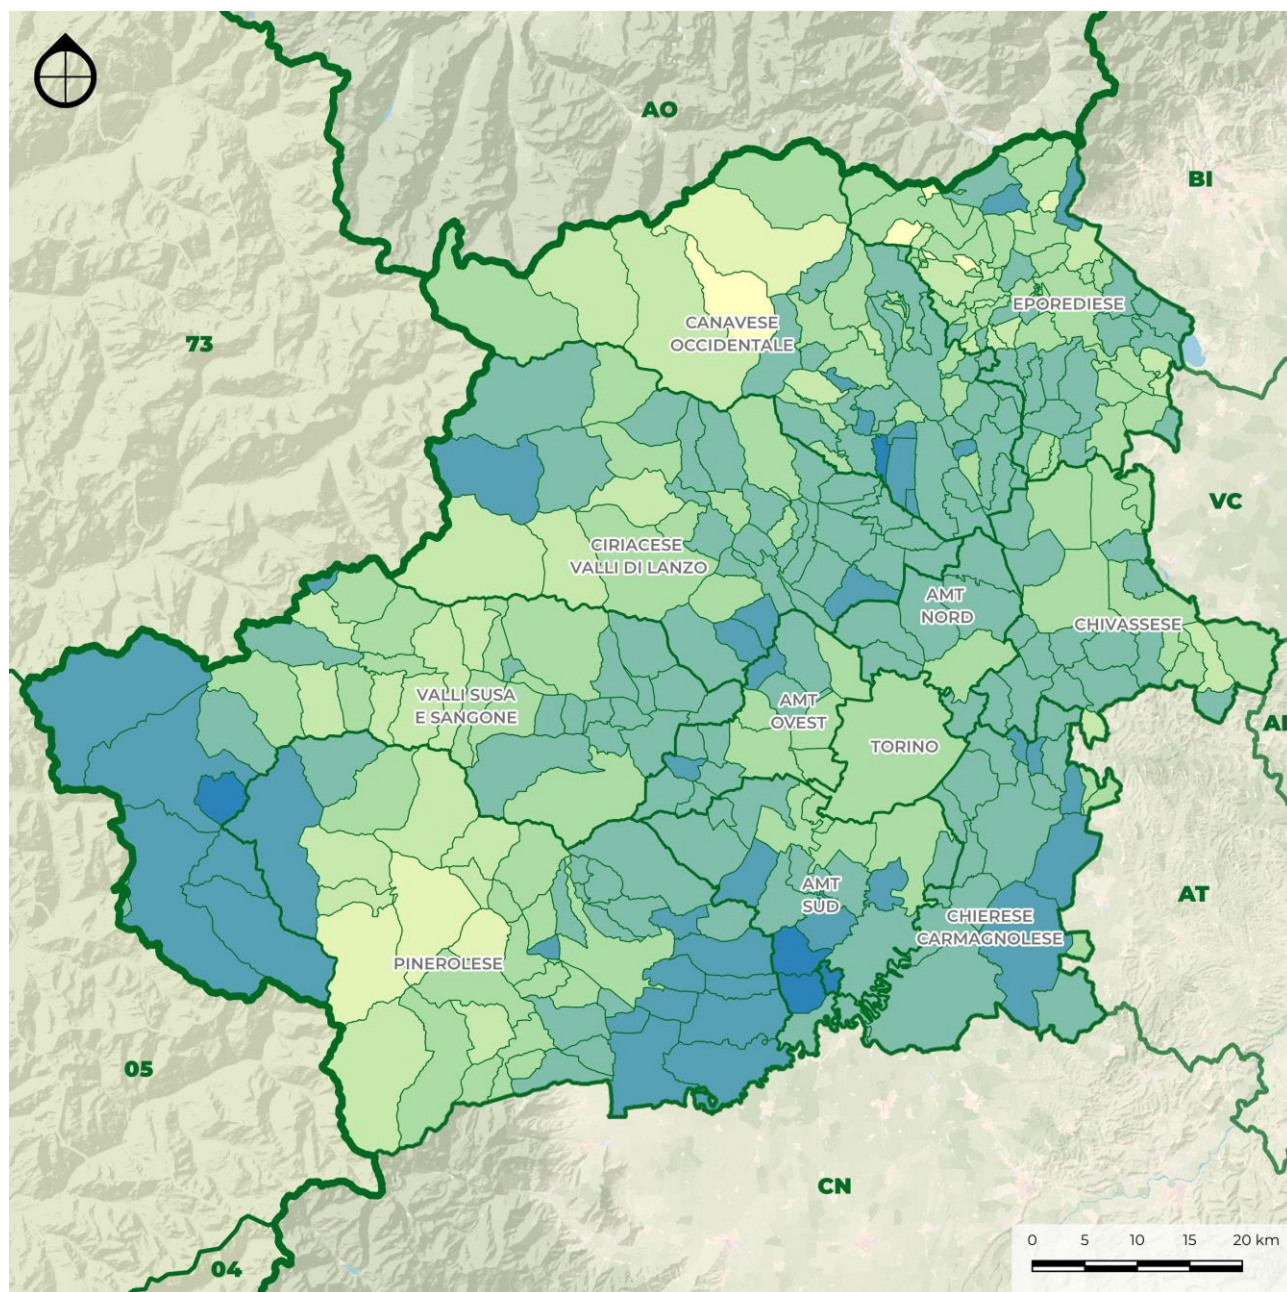 AO
BI
73
EPOREDIESE
CANAVESE
OCCIDENTALE
VC
CIRIACESE
VALLI DI LANZO
AMT
NORD
CHIVASSESE
VALLI SUSA
E SANGONE
AMT
OVEST
TORINO
AT
AMT
SUD
CHIERESE
CARMAGNOLESE
PINEROLESE
05
CN
04
0 5 10 15 20 km